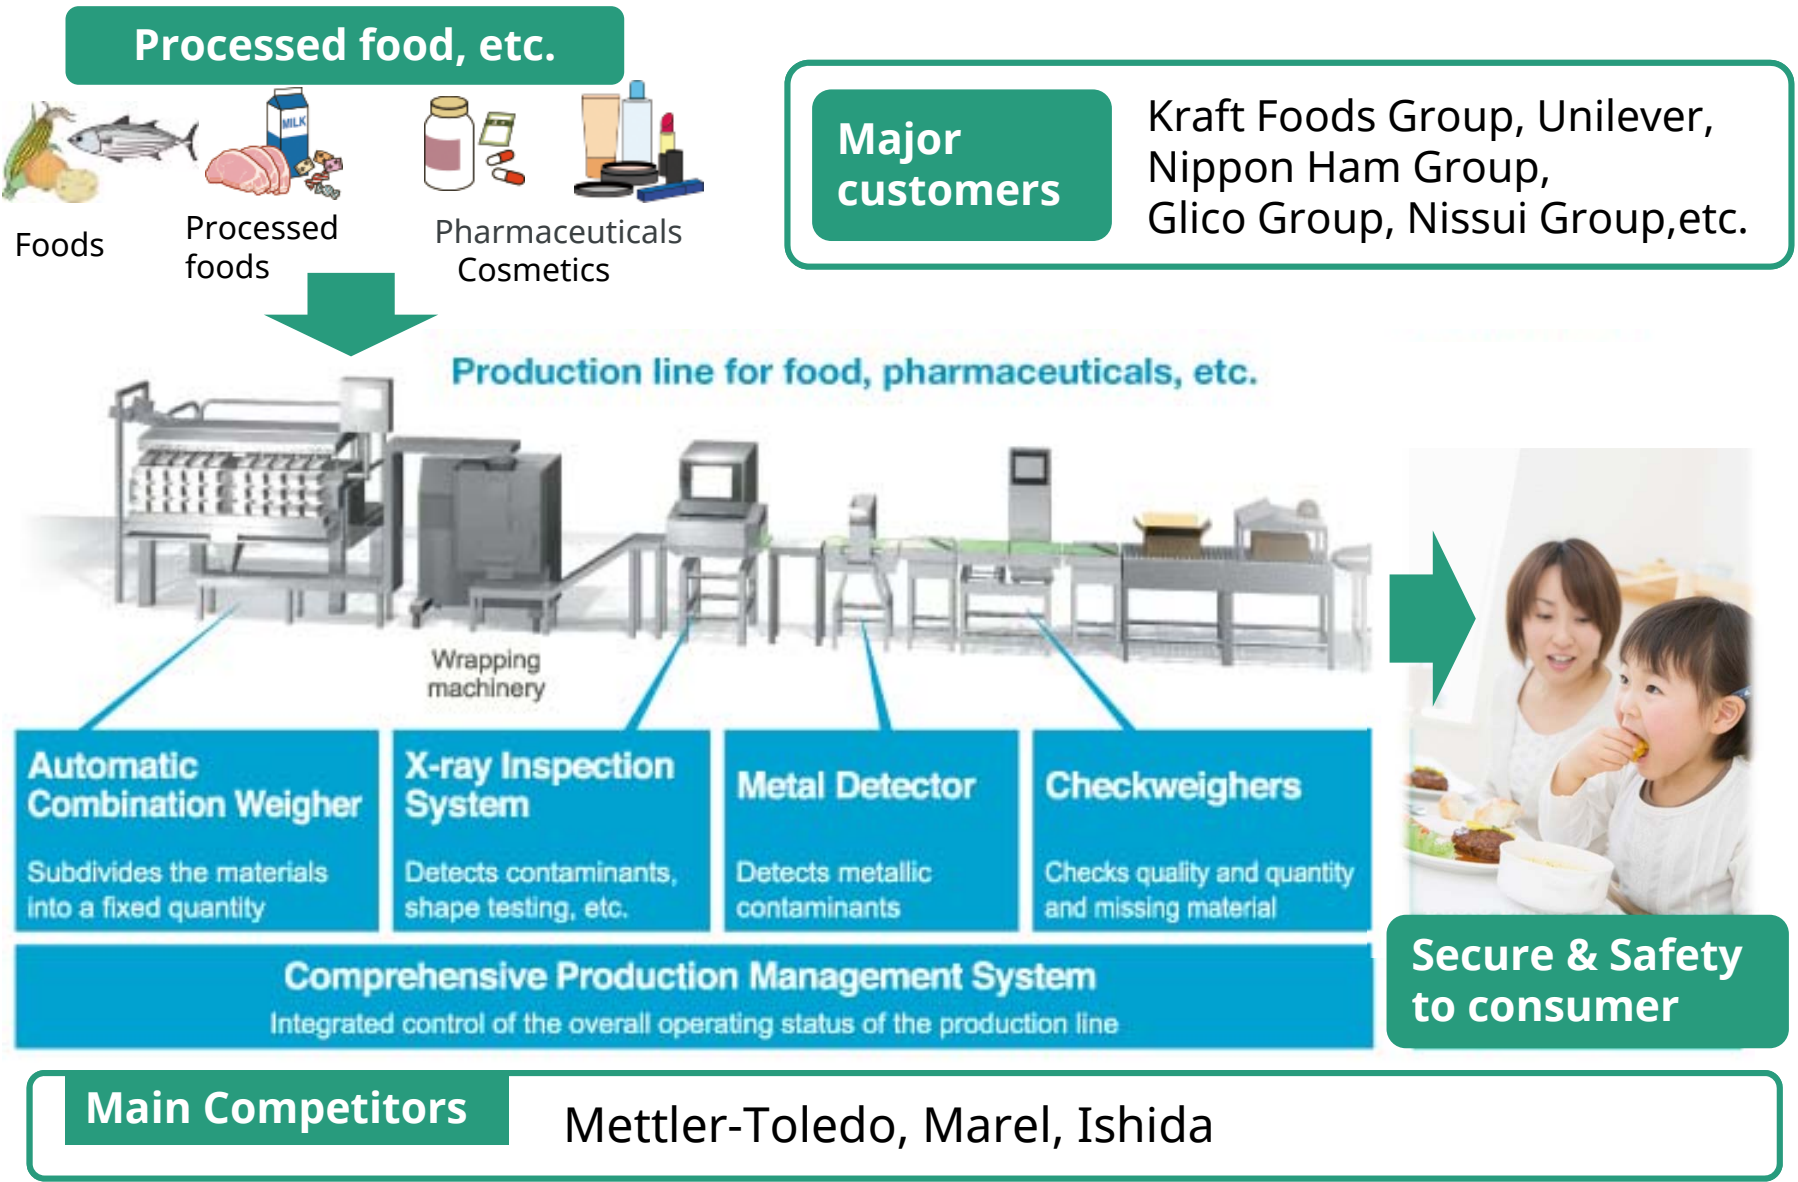 Processed food, etc.
MILK
Foods
Processed
foods
Pharmaceuticals
Cosmetics
Major
customers
Kraft Foods Group, Unilever,
Nippon Ham Group,
Glico Group, Nissui Group,etc.
Production line for food, pharmaceuticals, etc.
Wrapping
machinery
Automatic
Combination Weigher
Subdivides the materials
into a fixed quantity
X-ray Inspection
System
Detects contaminants,
shape testing, etc.
Metal Detector
Detects metallic
contaminants
Checkweighers
Checks quality and quantity
and missing material
Comprehensive Production Management System
Integrated control of the overall operating status of the production line
Secure & Safety
to consumer
Main Competitors
Mettler-Toledo, Marel, Ishida